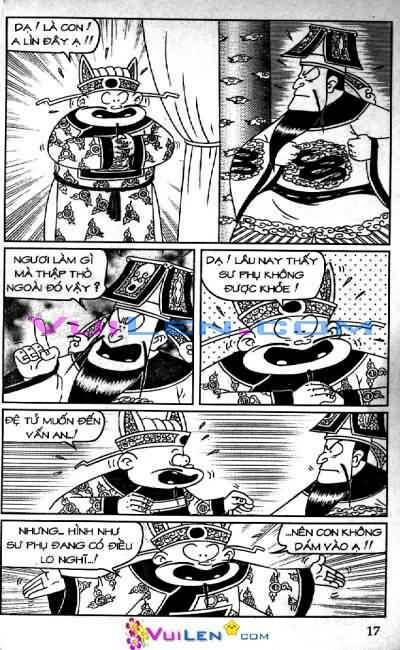 DẠ! LÀ CON!
A LÌN ĐÂY Ạ!!
NGƯƠI LÀM GÌ
MÀ THẬP THÒ
NGOÀI ĐÓ VẬY?
DẠ! LÂU NAY THẤY
SƯ PHỤ KHÔNG
ĐƯỢC KHỎE!
VUILEN.COM
ĐỆ TỬ MUỐN ĐẾN
VẤN AN..!
NHƯNG... HÌNH NHƯ
SƯ PHỤ ĐANG CÓ ĐIỀU
LO NGHĨ...!
...NÊN CON KHÔNG
DÁM VÀO Ạ!!
17
VUILEN.COM